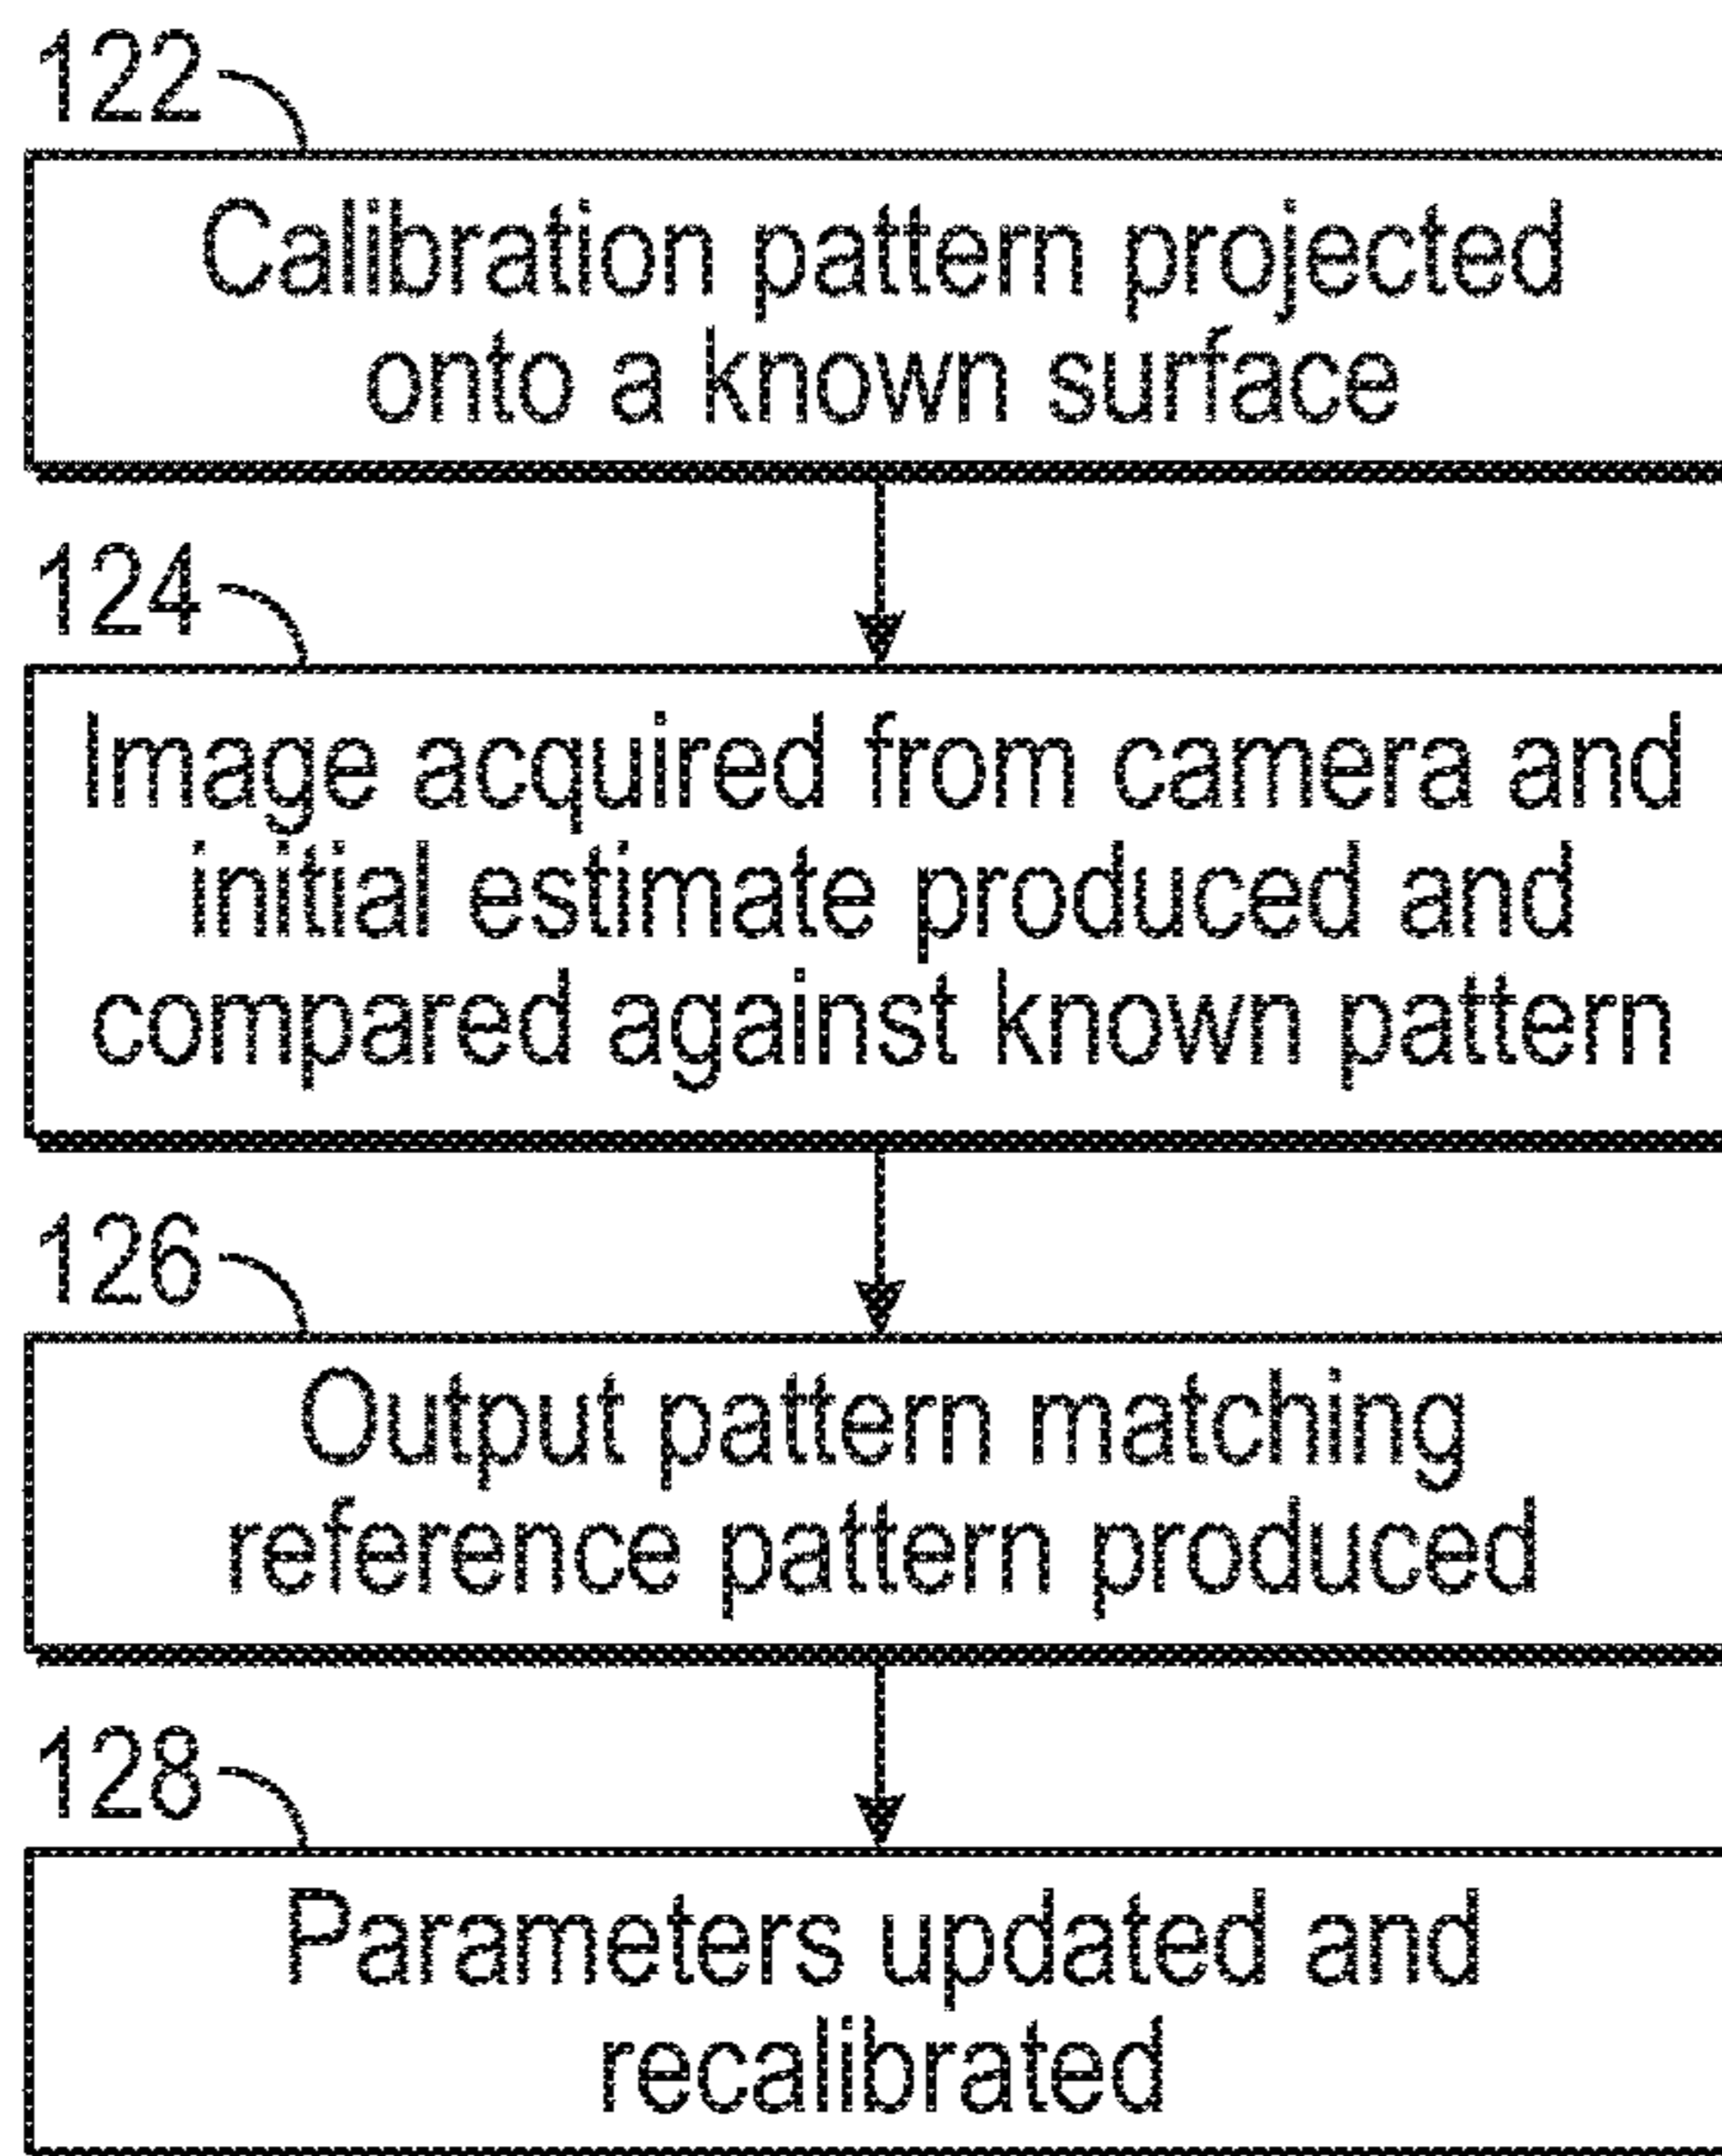 122
Calibration pattern projected
onto a known surface
124
Image acquired from camera and
initial estimate produced and
compared against known pattern
126
Output pattern matching
reference pattern produced
128
Parameters updated and
recalibrated